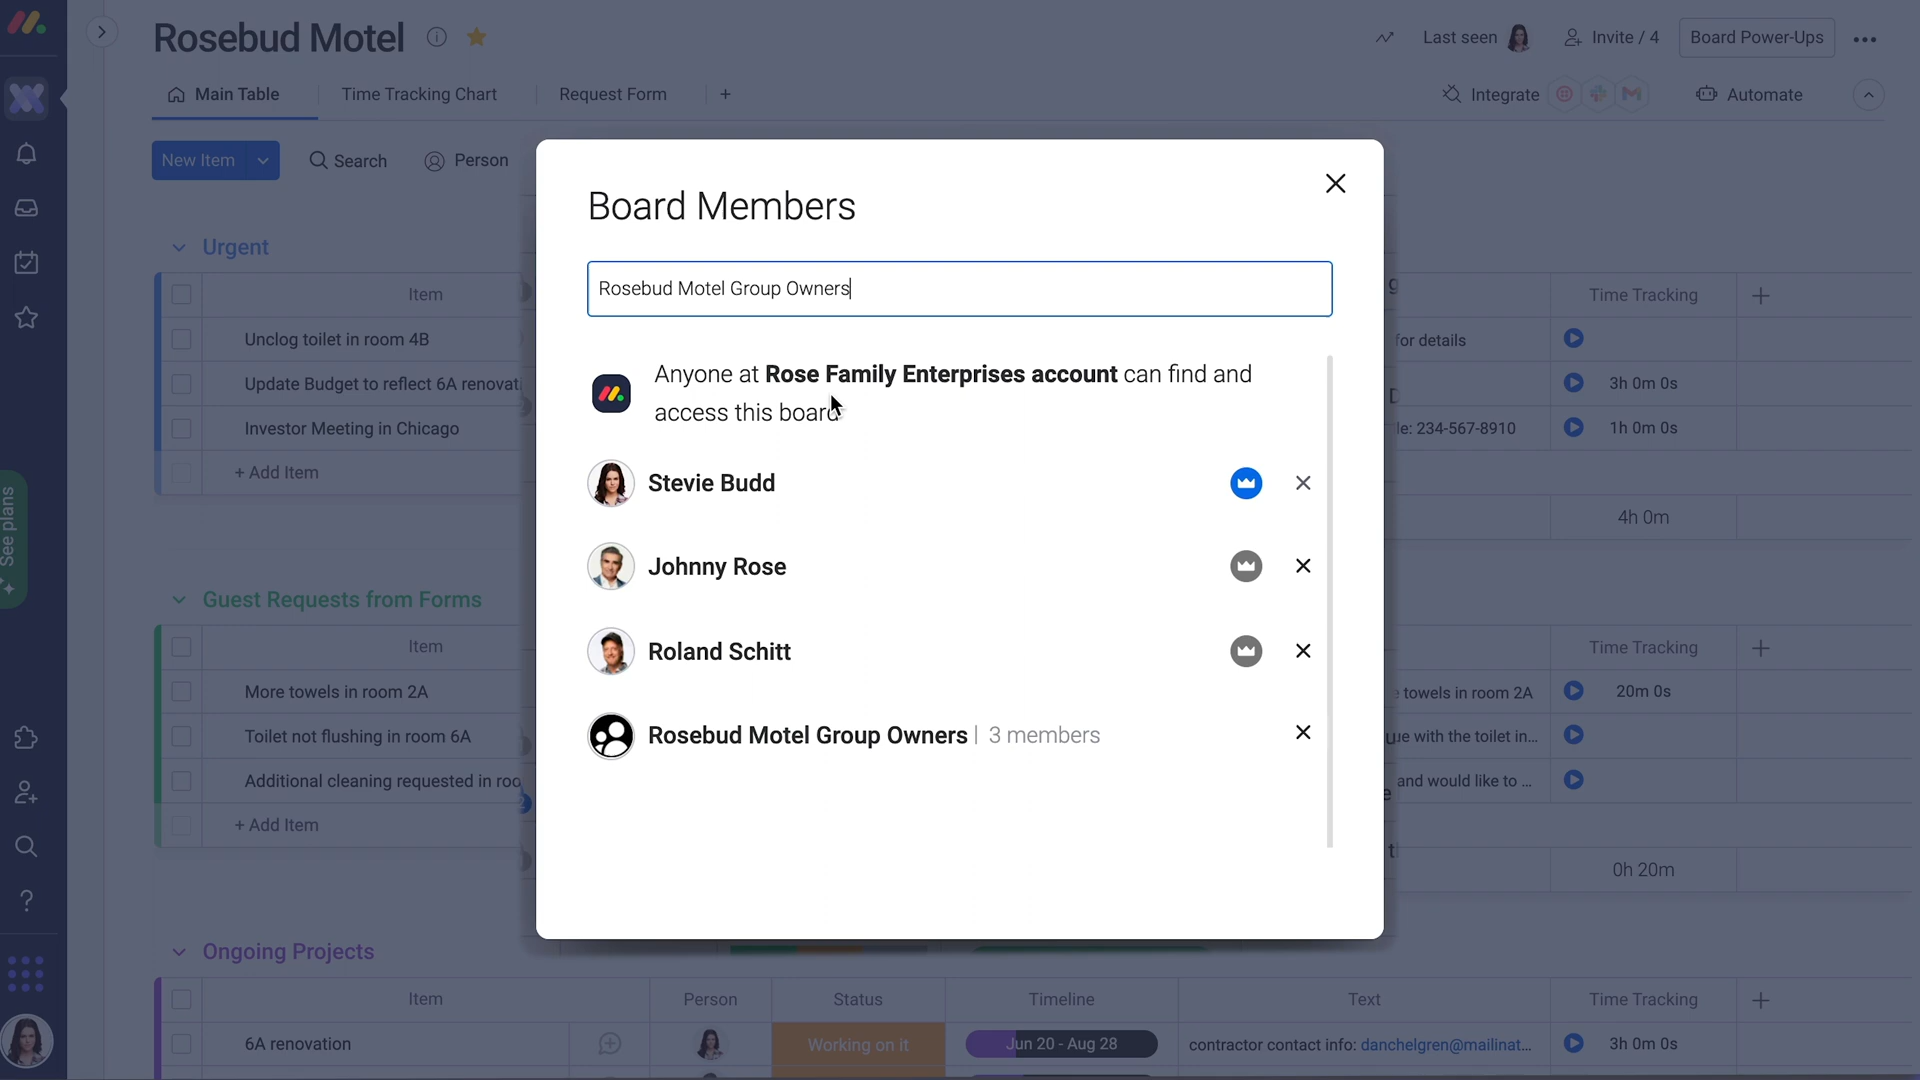 Rosebud Motel
Last seen
Invite / 4
Board Power-Ups
Main Table
Time Tracking Chart
Request Form
Integrate
Automate
New Item
Search
Person
Board Members
Rosebud Motel Group Owners
Anyone at Rose Family Enterprises account can find and
access this board
Stevie Budd
Johnny Rose
Roland Schitt
Rosebud Motel Group Owners | 3 members
See plans
Urgent
Item
Time Tracking
Unclog toilet in room 4B
for details
Update Budget to reflect 6A renovat
3h 0m 0s
Investor Meeting in Chicago
le: 234-567-8910
1h 0m 0s
+ Add Item
4h 0m
Guest Requests from Forms
Item
Time Tracking
More towels in room 2A
towels in room 2A
20m 0s
Toilet not flushing in room 6A
ue with the toilet in...
Additional cleaning requested in roo
and would like to ...
+ Add Item
0h 20m
Ongoing Projects
Item
Person
Status
Timeline
Text
Time Tracking
6A renovation
Working on it
Jun 20 - Aug 28
contractor contact info: danchelgren@mailinat...
3h 0m 0s